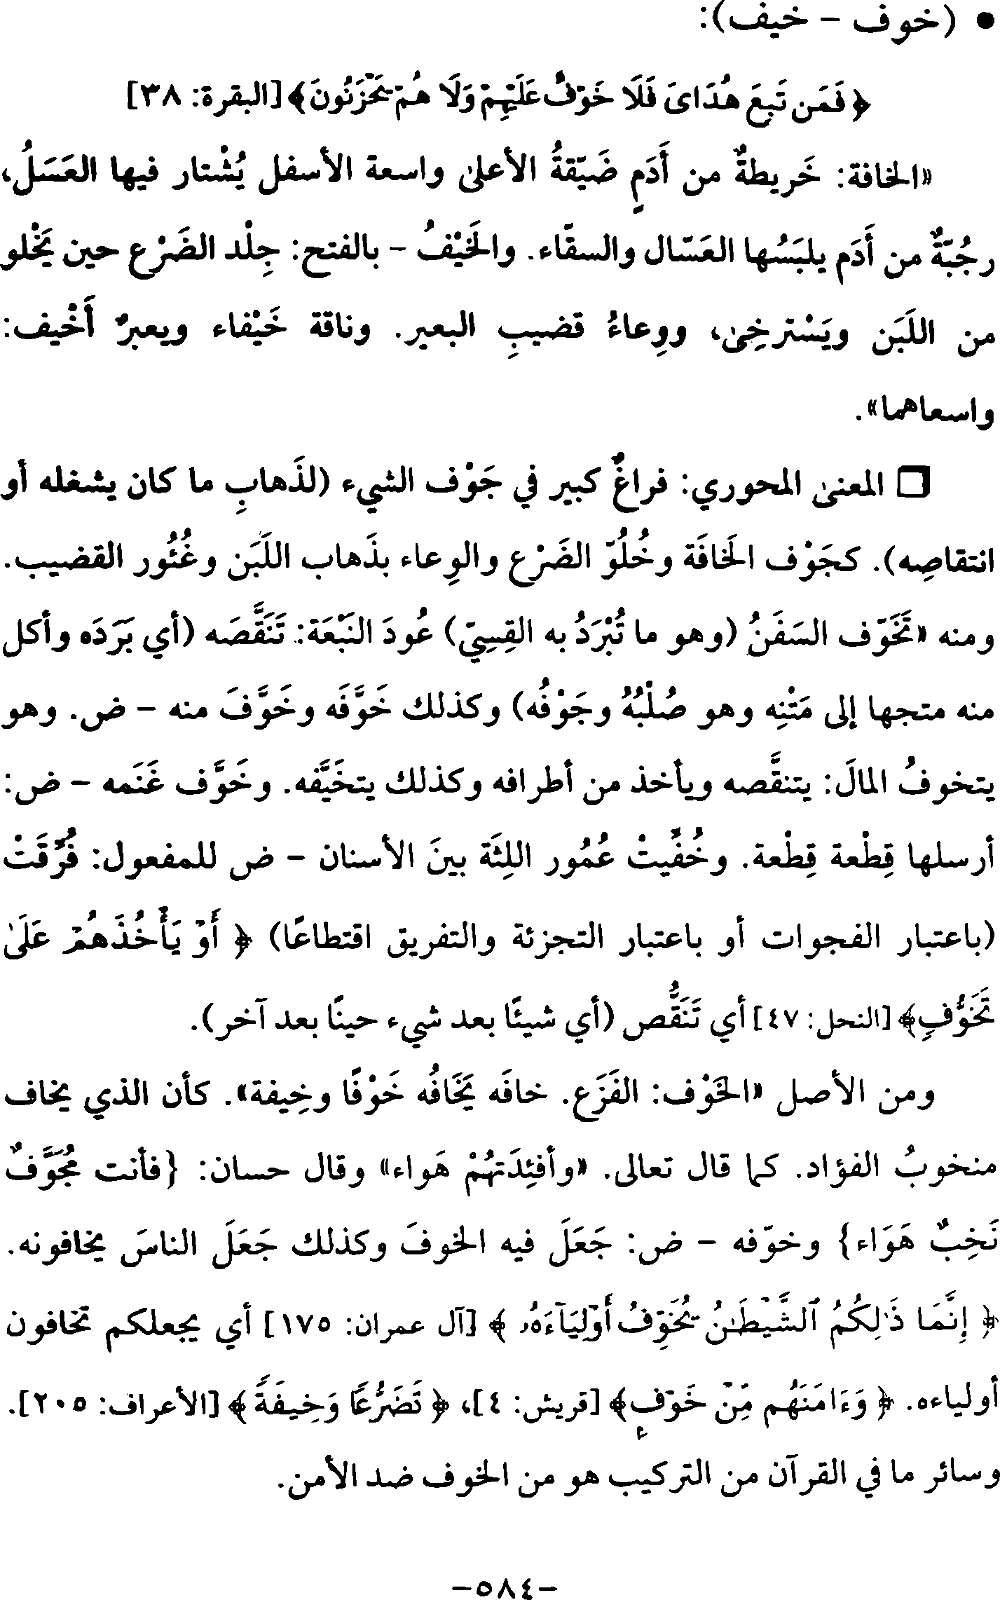 • (خوف - خيف):
﴿فَمَن تَبِعَ هُدَاىَ فَلَا خَوْفٌ عَلَيْهِمْ وَلَا هُمْ يَحْزَنُونَ﴾ [البقرة: ٣٨]
«الخافة: خَريطةٌ من أَدَمٍ ضَيّقةُ الأعلىٰ واسعة الأسفل يُشْتار فيها العَسَلُ،
رجُبّةٌ من أَدَم يلبَسُها العَسّال والسقّاء. والخَيْفُ - بالفتح: جِلْد الضَرْع حين يَخْلو
من اللَبَن ويَسْترخِىٰ، ووِعاءُ قضيبِ البعير. وناقة خَيْفاء ويعبرٌ أَخْيف:
واسعاهما».
❒ المعنىٰ المحوري: فراغٌ كبير في جَوْف الشيء (لذَهابِ ما كان يشغله أو
انتقاصِه). كجَوْف الخَافَة وخُلُوّ الضَرْع والوِعاء بذَهاب اللَبَن وغُئُور القضيب.
ومنه «تَخَوّف السَفَنُ (وهو ما تُبْرَدُ به القِسِيّ) عُودَ النَبْعَة: تَنَقَّصَه (أي بَرَدَه وأكل
منه متجها إلى مَتْنِه وهو صُلْبُهُ وجَوْفُه) وكذلك خَوَّفَه وخَوَّفَ منه - ض. وهو
يتخوفُ المالَ: يتنقَّصه ويأخذ من أطرافه وكذلك يتخَيَّفه. وخَوَّف غَنَمه - ض:
أرسلها قِطْعة قِطْعة. وخُفِّيتْ عُمُور اللِثَة بينَ الأسنان - ض للمفعول: فُرِّقَتْ
(باعتبار الفجوات أو باعتبار التجزئة والتفريق اقتطاعًا) ﴿أَوْ يَأْخُذَهُمْ عَلَىٰ
تَخَوُّفٍ﴾ [النحل: ٤٧] أي تَنَقُّص (أي شيئًا بعد شيء حينًا بعد آخر).
ومن الأصل «الخَوْف: الفَزَع. خافَه يَخَافُه خَوْفًا وخِيفة». كأن الذي يخاف
منخوبُ الفؤاد. كما قال تعالى. «وأفئِدَتهُمْ هَواء» وقال حسان: {فأنت مُجَوَّفٌ
نَخِبٌ هَوَاء} وخوّفه - ض: جَعَلَ فيه الخوفَ وكذلك جَعَلَ الناسَ يخافونه.
﴿إِنَّمَا ذَٰلِكُمُ ٱلشَّيْطَٰنُ يُخَوِّفُ أَوْلِيَآءَهُۥ﴾ [آل عمران: ١٧٥] أي يجعلكم تخافون
أولياءه. ﴿وَءَامَنَهُم مِّنْ خَوْفٍ﴾ [قريش: ٤]، ﴿تَضَرُّعًا وَخِيفَةً﴾ [الأعراف: ٢٠٥].
وسائر ما في القرآن من التركيب هو من الخوف ضد الأمن.
-٥٨٤-